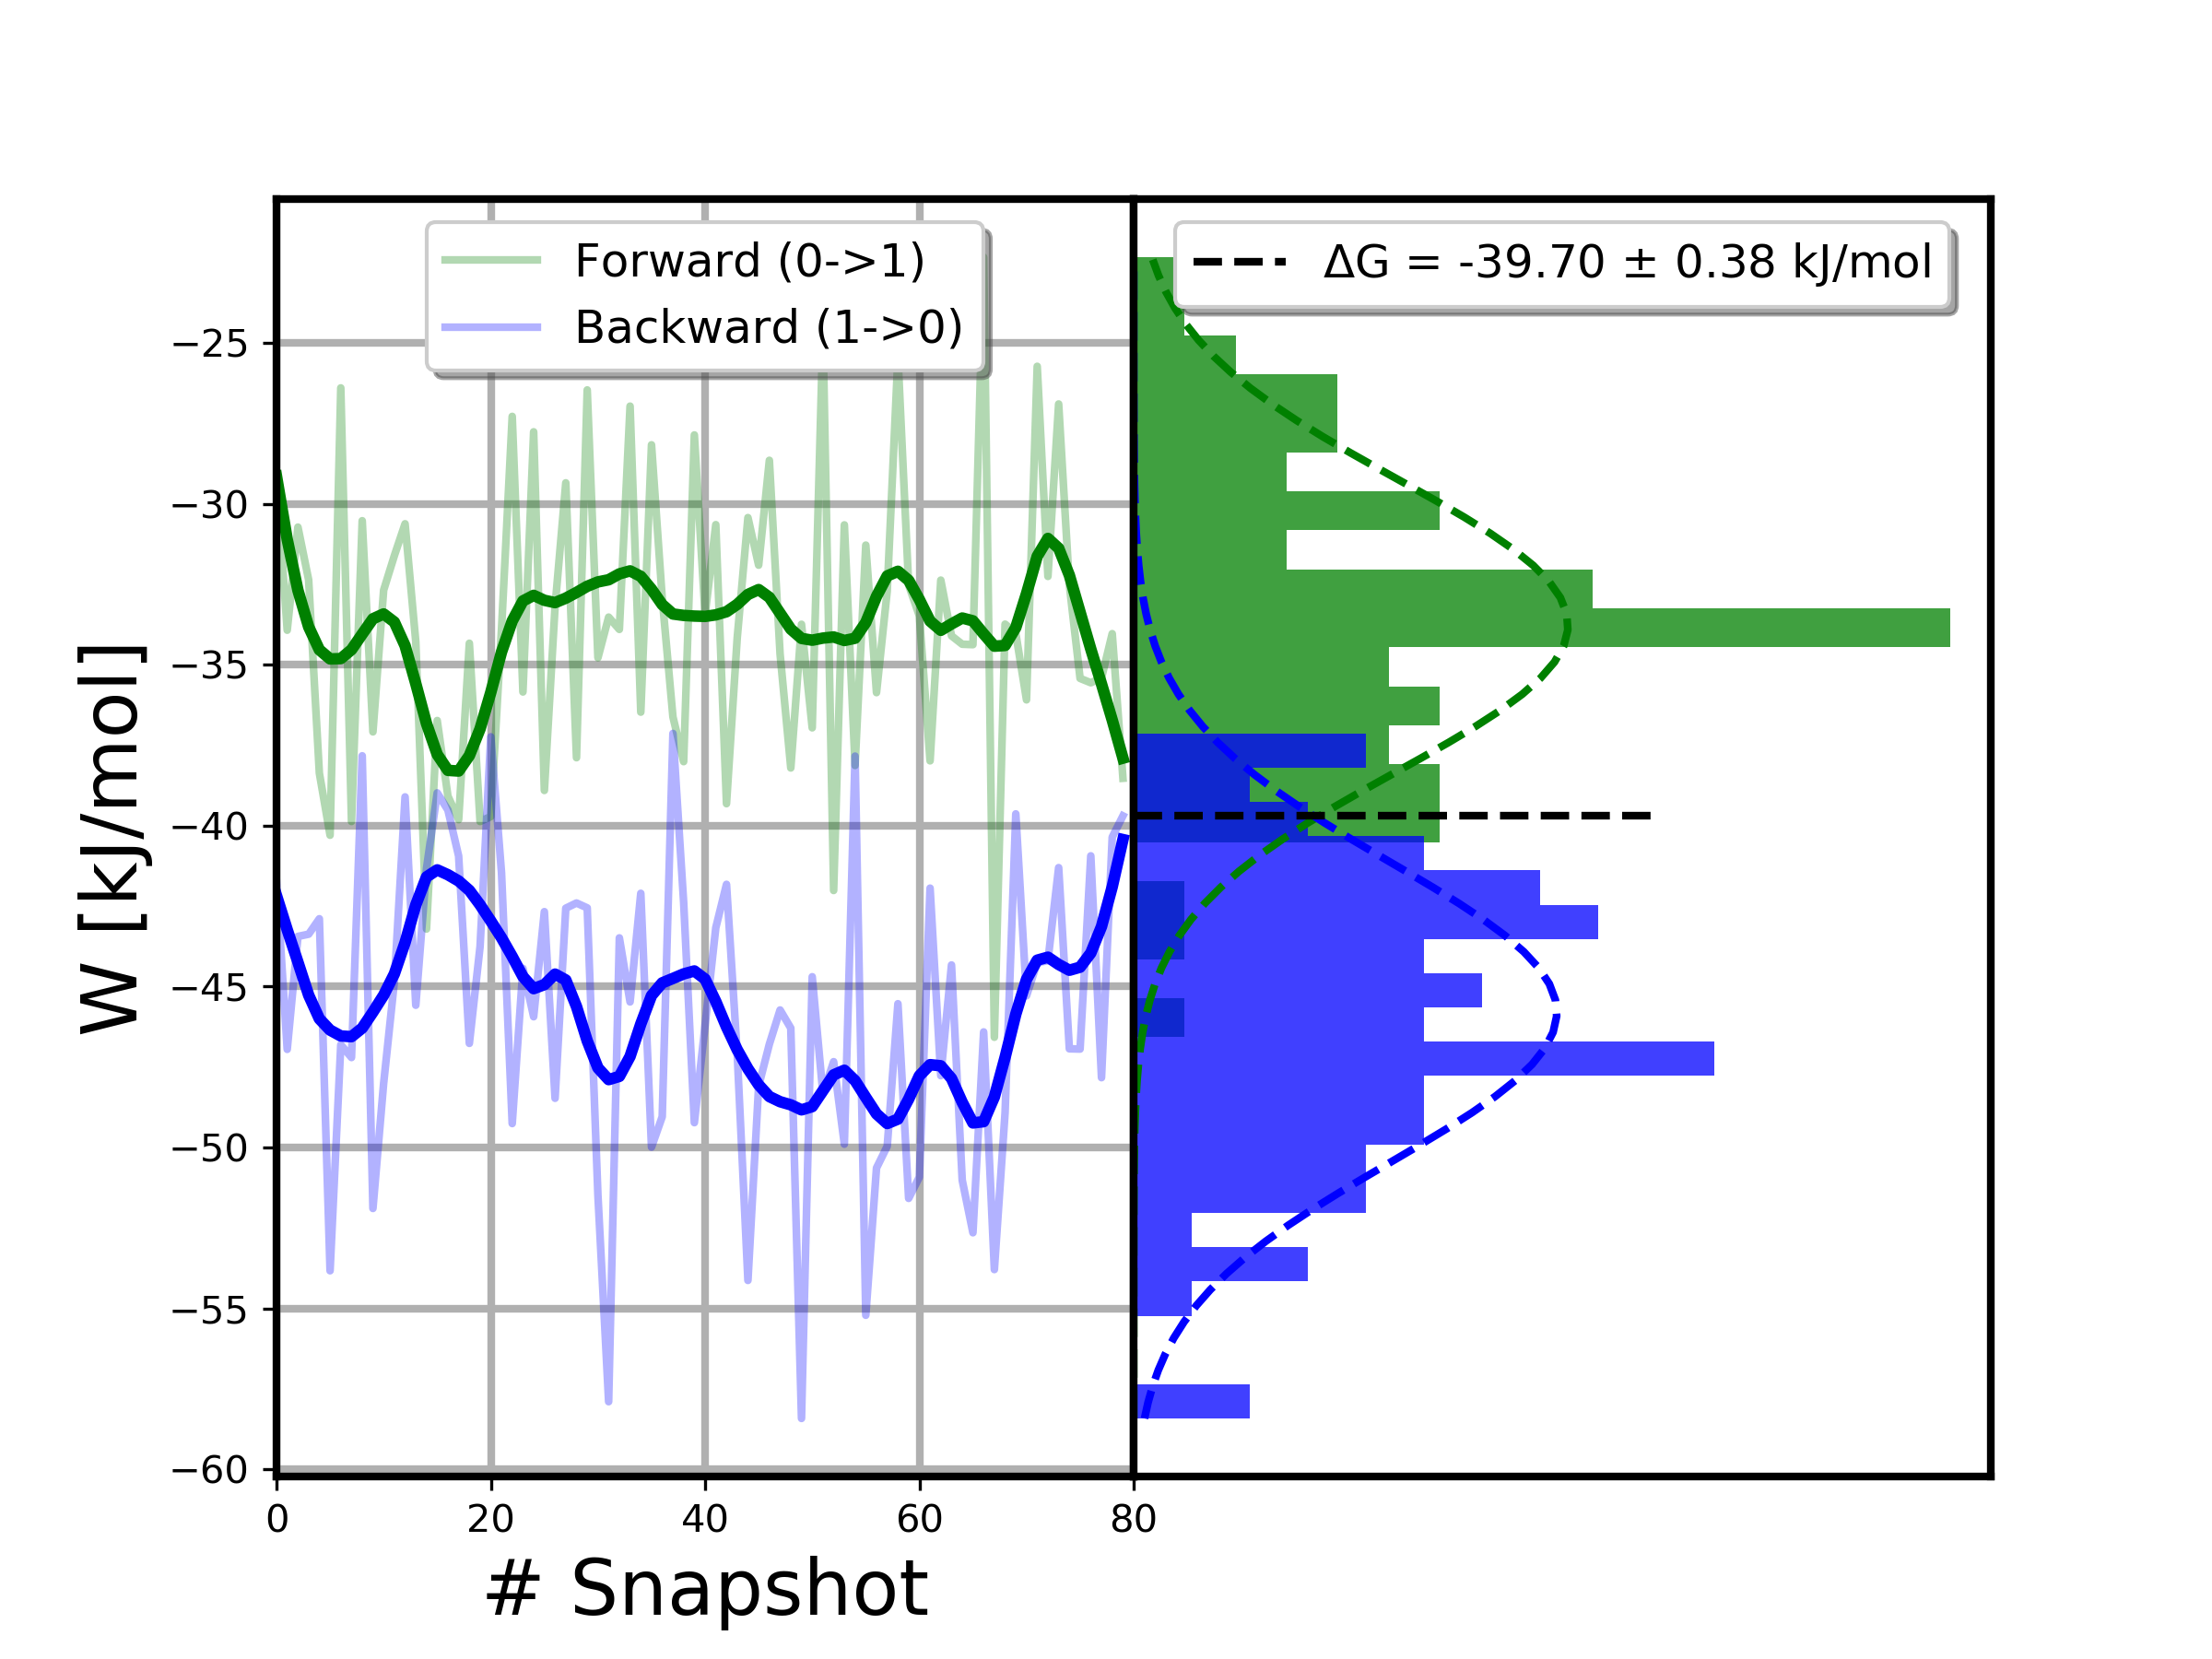 Forward (0->1)
Backward (1->0)
ΔG = -39.70 ± 0.38 kJ/mol
−25
−30
−35
−40
−45
−50
−55
−60
W [kJ/mol]
0 20 40 60 80
# Snapshot